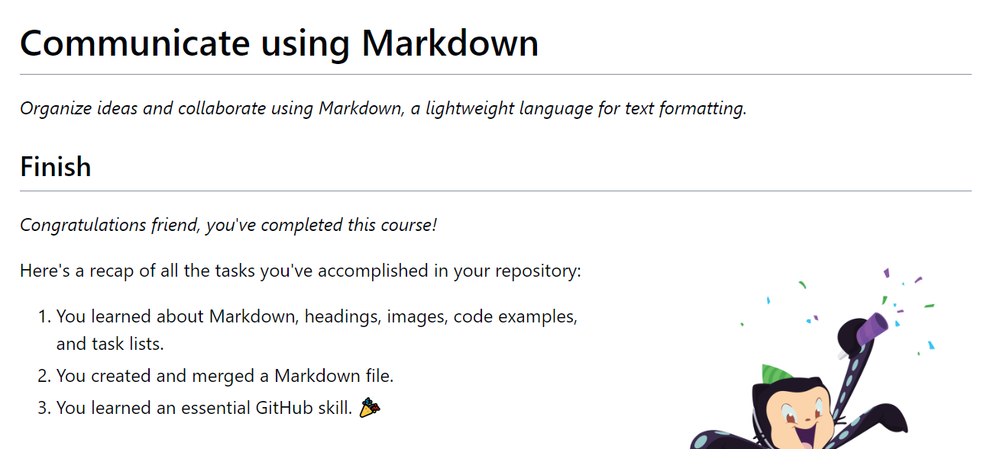 Communicate using Markdown
Organize ideas and collaborate using Markdown, a lightweight language for text formatting.
Finish
Congratulations friend, you've completed this course!
Here's a recap of all the tasks you've accomplished in your repository:
1. You learned about Markdown, headings, images, code examples,
and task lists.
2. You created and merged a Markdown file.
3. You learned an essential GitHub skill. 🎉